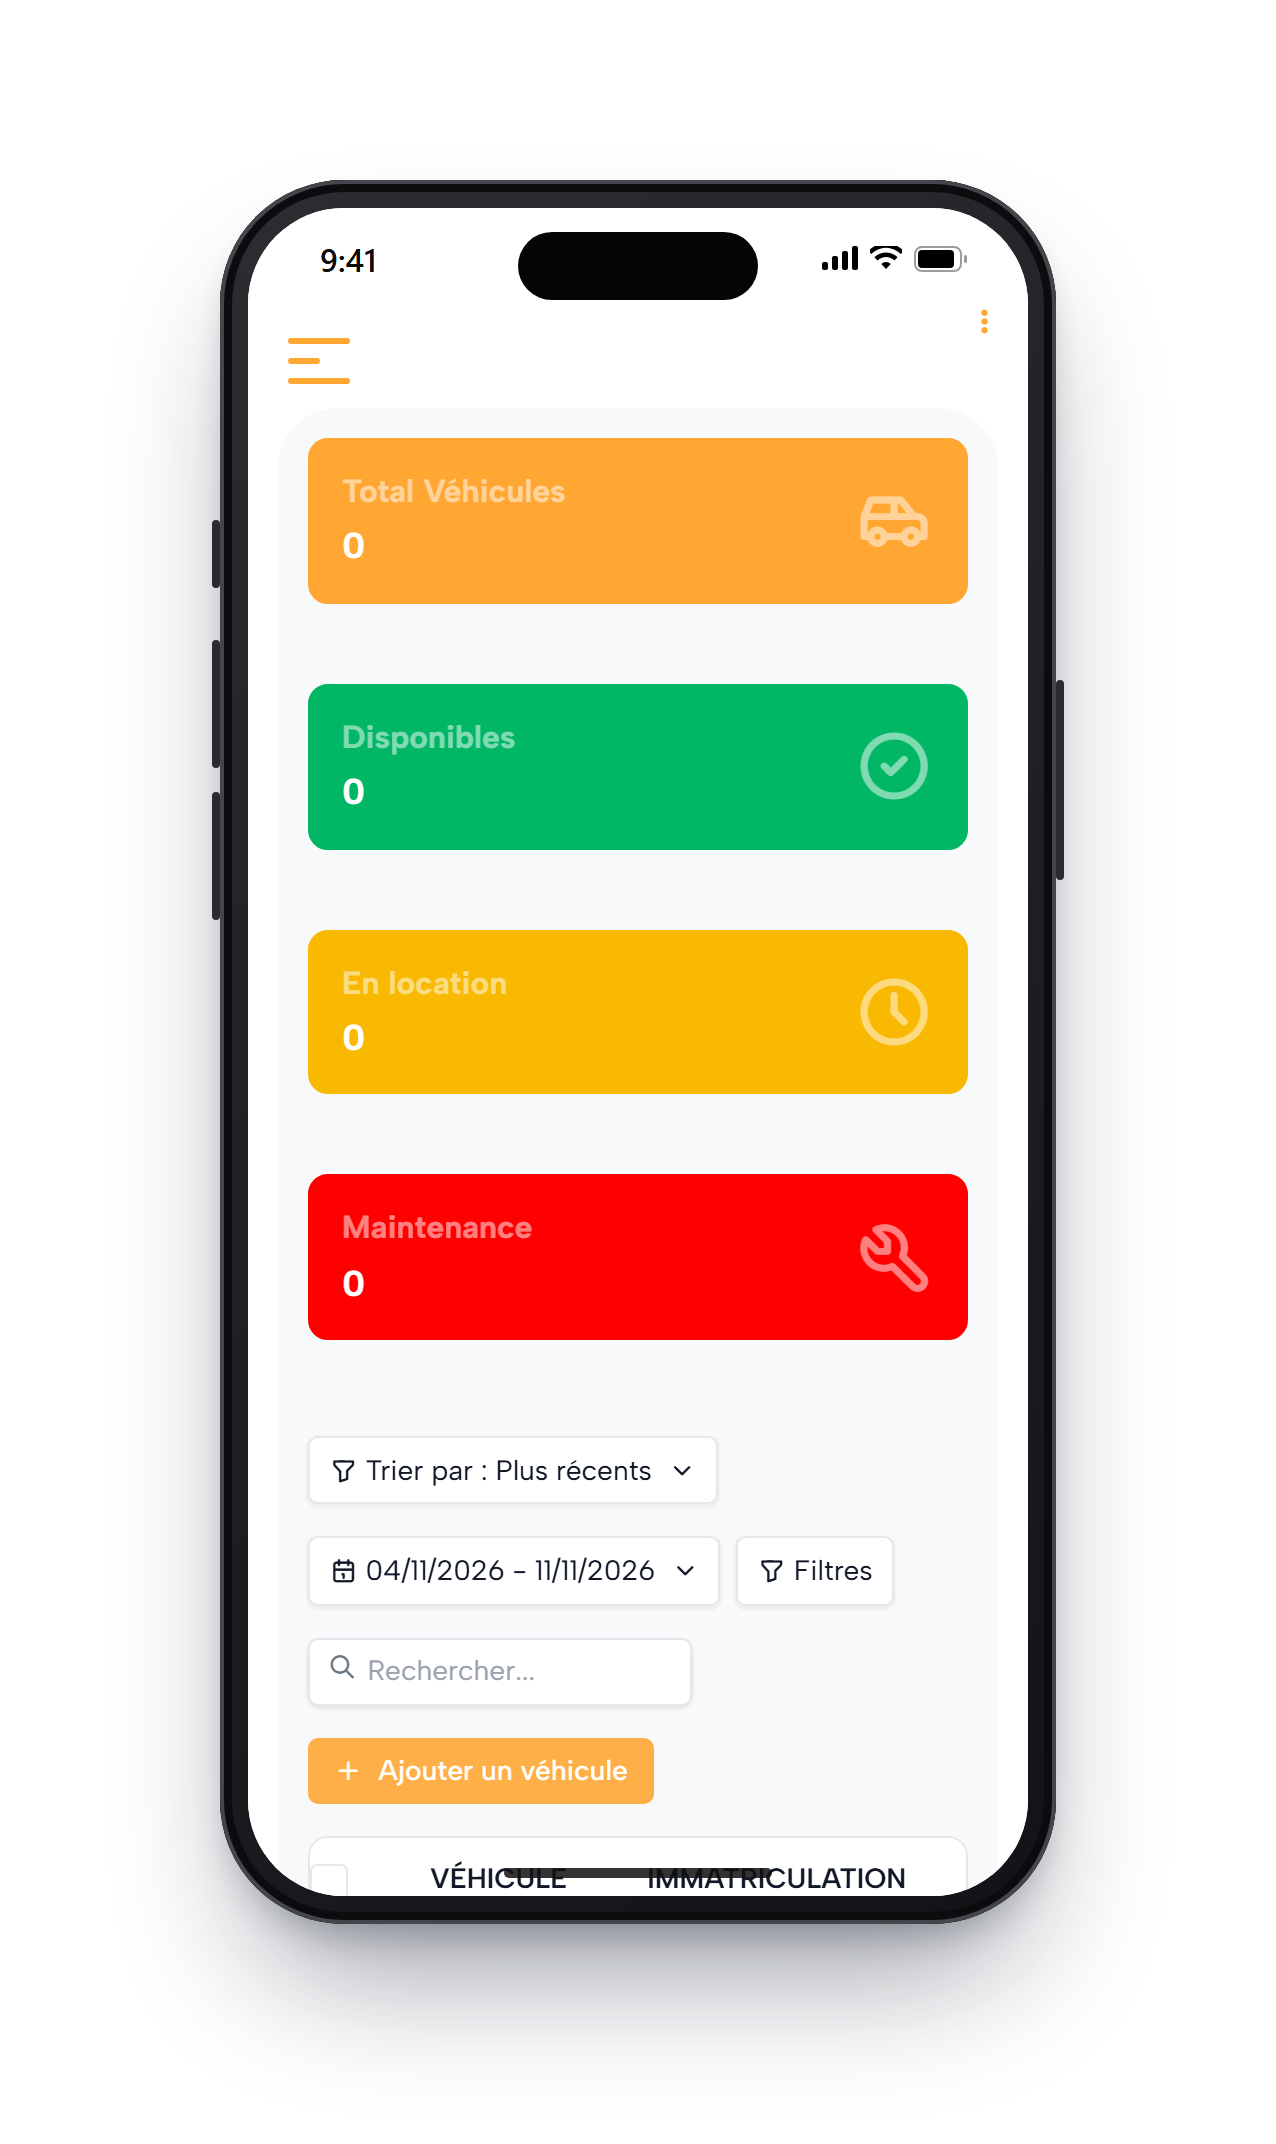 9:41
Total Véhicules
0
Disponibles
0
En location
0
Maintenance
0
Trier par : Plus récents
04/11/2026 - 11/11/2026 Filtres
Rechercher...
+ Ajouter un véhicule
VÉHICULE IMMATRICULATION